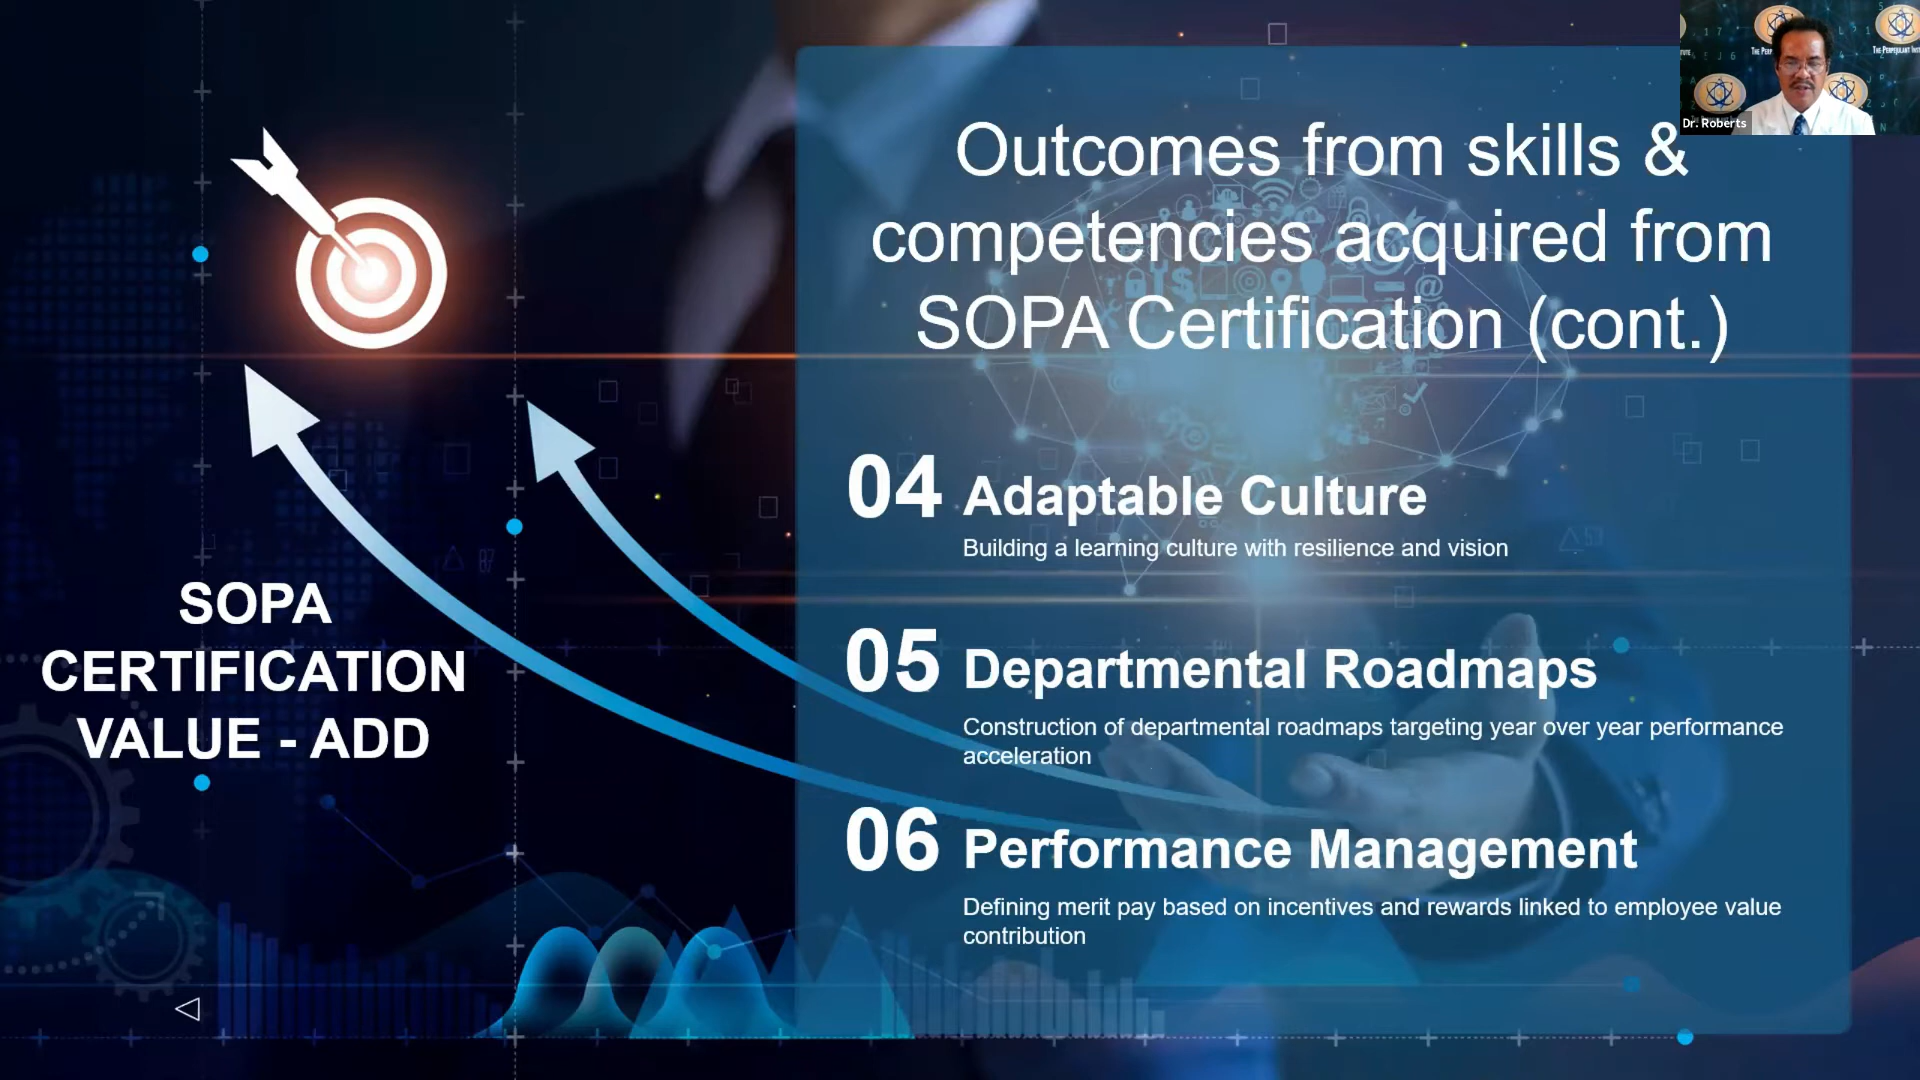 Outcomes from skills &
competencies acquired from
SOPA Certification (cont.)
04 Adaptable Culture
Building a learning culture with resilience and vision
05 Departmental Roadmaps
Construction of departmental roadmaps targeting year over year performance
acceleration
06 Performance Management
Defining merit pay based on incentives and rewards linked to employee value
contribution
SOPA
CERTIFICATION
VALUE - ADD
Dr. Roberts